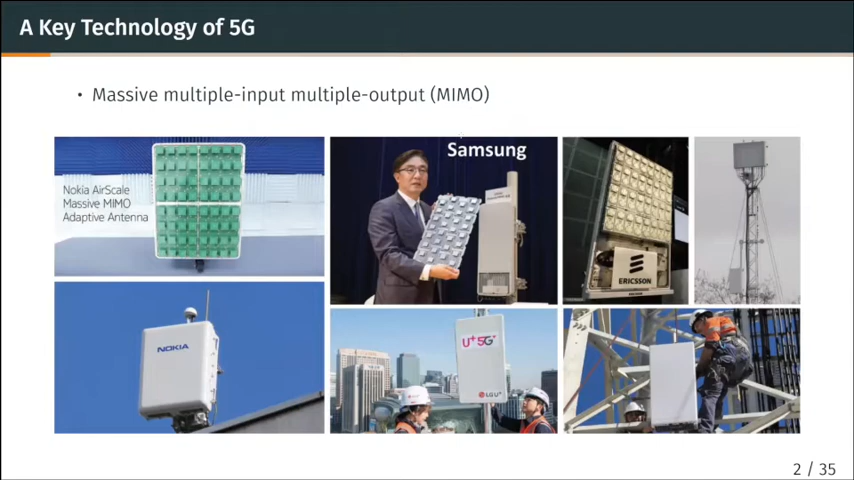 A Key Technology of 5G
• Massive multiple-input multiple-output (MIMO)
Nokia AirScale
Massive MIMO
Adaptive Antenna
Samsung
ERICSSON
NOKIA
U+5G
LG U+
2 / 35